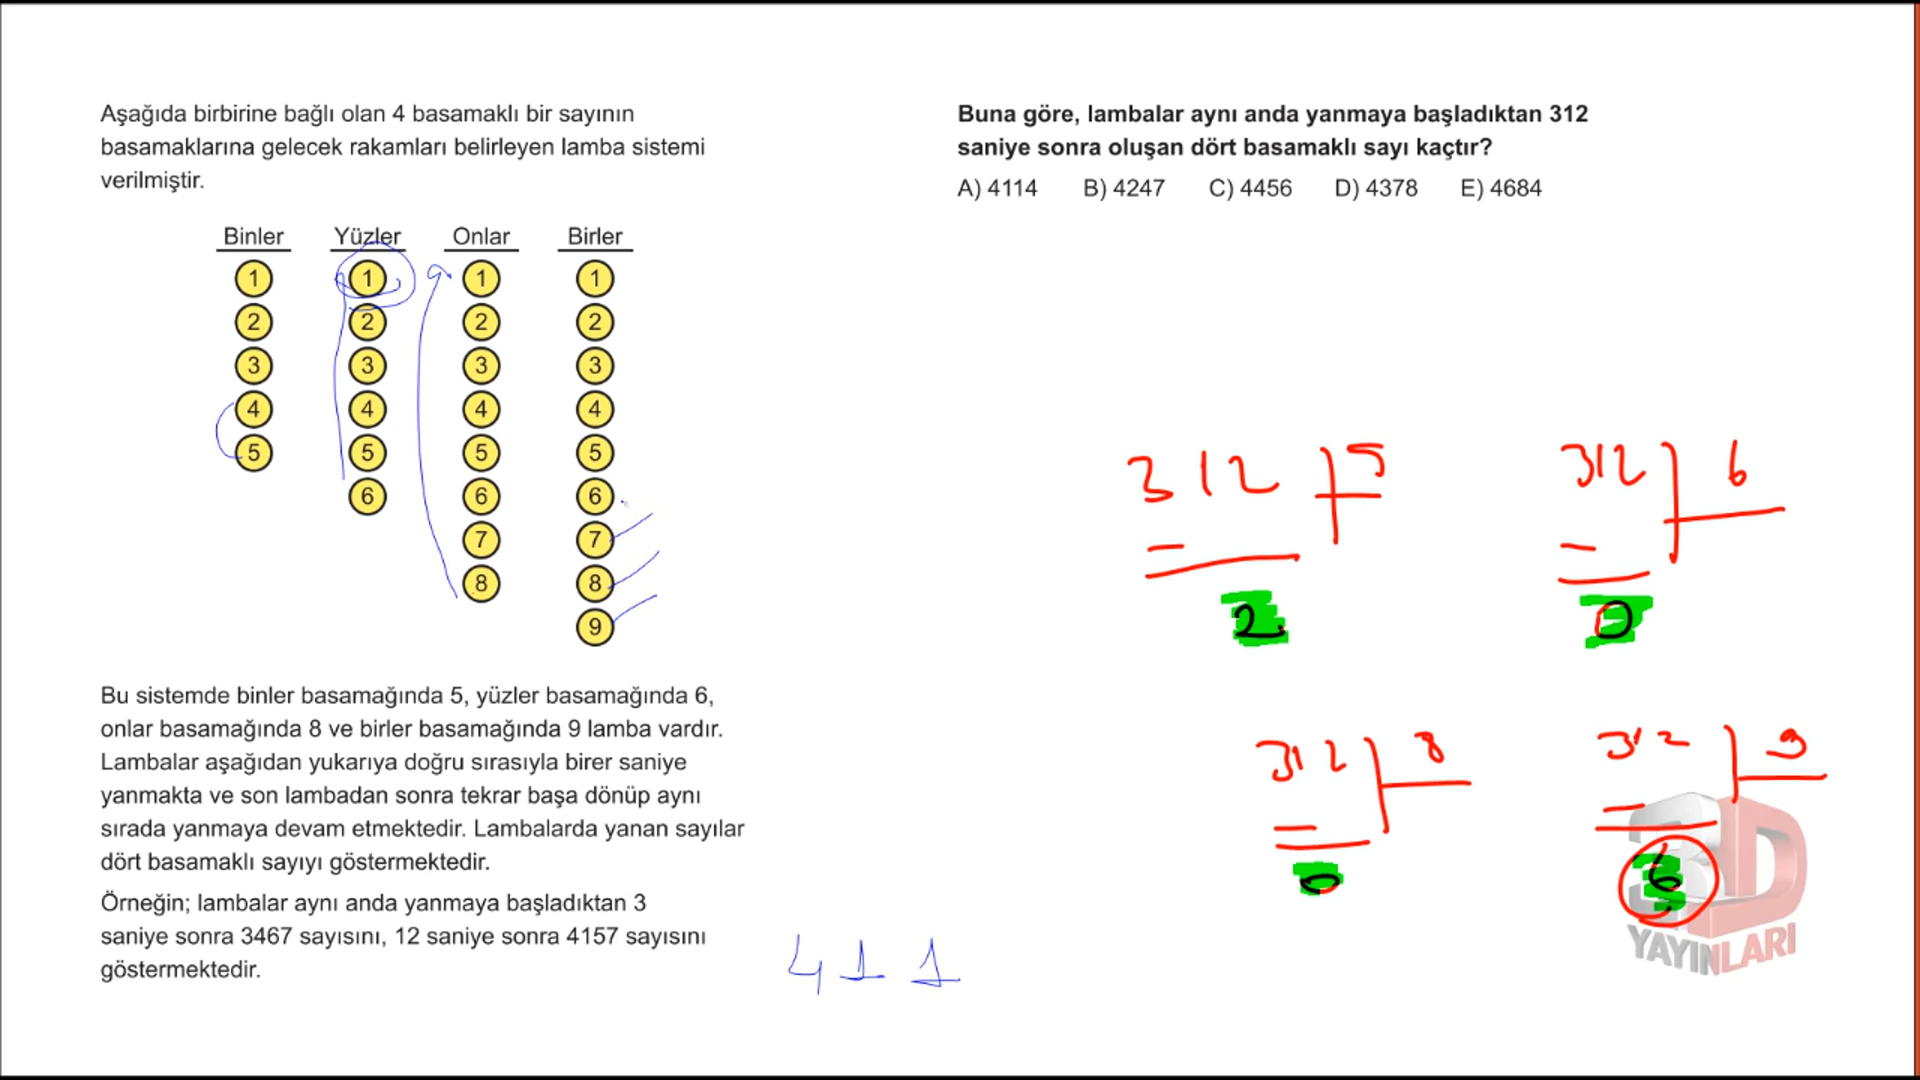 Aşağıda birbirine bağlı olan 4 basamaklı bir sayının
basamaklarına gelecek rakamları belirleyen lamba sistemi
verilmiştir.
Binler Yüzler Onlar Birler
1 1 1 1
2 2 2 2
3 3 3 3
4 4 4 4
5 5 5 5
6 6 6
7 7
8 8
9
Bu sistemde binler basamağında 5, yüzler basamağında 6,
onlar basamağında 8 ve birler basamağında 9 lamba vardır.
Lambalar aşağıdan yukarıya doğru sırasıyla birer saniye
yanmakta ve son lambadan sonra tekrar başa dönüp aynı
sırada yanmaya devam etmektedir. Lambalarda yanan sayılar
dört basamaklı sayıyı göstermektedir.
Örneğin; lambalar aynı anda yanmaya başladıktan 3
saniye sonra 3467 sayısını, 12 saniye sonra 4157 sayısını
göstermektedir.
4 1 1
Buna göre, lambalar aynı anda yanmaya başladıktan 312
saniye sonra oluşan dört basamaklı sayı kaçtır?
A) 4114 B) 4247 C) 4456 D) 4378 E) 4684
312 5
2
312 6
0
312 8
0
312 9
6
3D
YAYINLARI